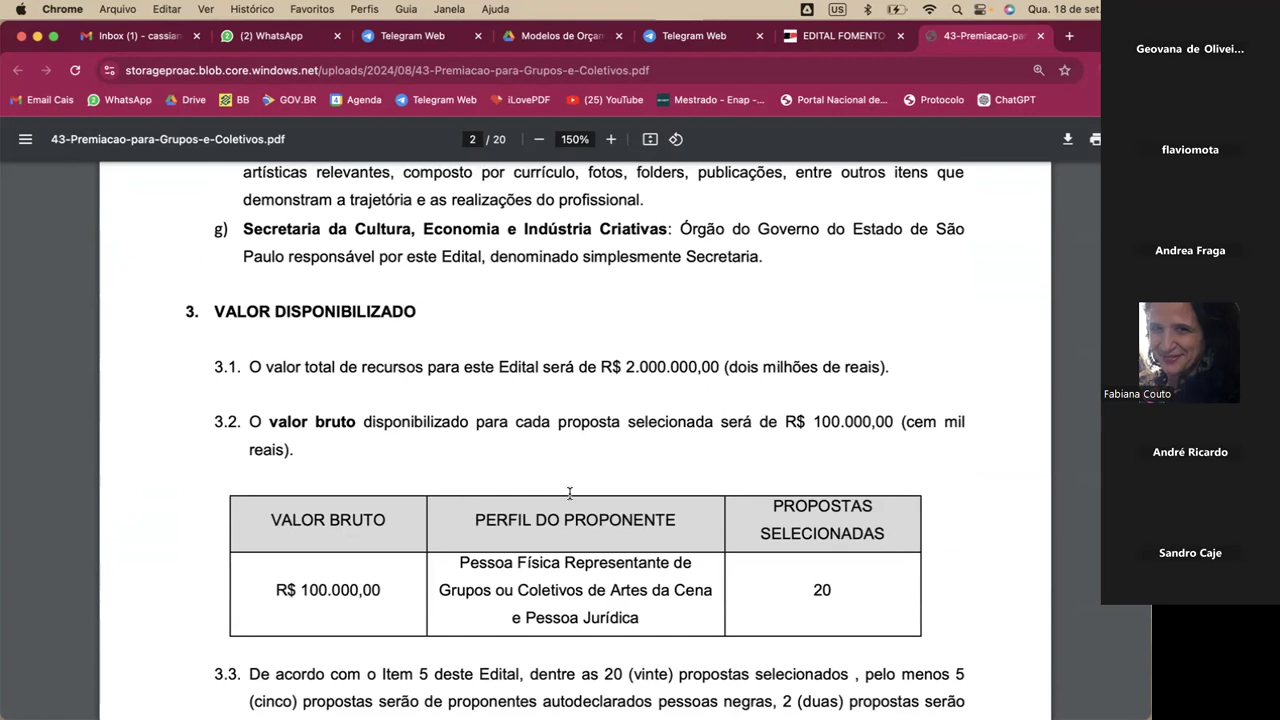 Chrome Arquivo Editar Ver Histórico Favoritos Perfis Guia Janela Ajuda US Qua. 18 de set.
Inbox (1) - cassian (2) WhatsApp Telegram Web Modelos de Orçan Telegram Web EDITAL FOMENTO 43-Premiacao-pa
storageproac.blob.core.windows.net/uploads/2024/08/43-Premiacao-para-Grupos-e-Coletivos.pdf
Email Cais WhatsApp Drive BB GOV.BR Agenda Telegram Web iLovePDF (25) YouTube Mestrado - Enap -... Portal Nacional de... Protocolo ChatGPT
43-Premiacao-para-Grupos-e-Coletivos.pdf 2 / 20 150%
artísticas relevantes, composto por currículo, fotos, folders, publicações, entre outros itens que
demonstram a trajetória e as realizações do profissional.
g) Secretaria da Cultura, Economia e Indústria Criativas: Órgão do Governo do Estado de São
Paulo responsável por este Edital, denominado simplesmente Secretaria.
3. VALOR DISPONIBILIZADO
3.1. O valor total de recursos para este Edital será de R$ 2.000.000,00 (dois milhões de reais).
3.2. O valor bruto disponibilizado para cada proposta selecionada será de R$ 100.000,00 (cem mil
reais).
VALOR BRUTO
PERFIL DO PROPONENTE
PROPOSTAS
SELECIONADAS
R$ 100.000,00
Pessoa Física Representante de
Grupos ou Coletivos de Artes da Cena
e Pessoa Jurídica
20
3.3. De acordo com o Item 5 deste Edital, dentre as 20 (vinte) propostas selecionados , pelo menos 5
(cinco) propostas serão de proponentes autodeclarados pessoas negras, 2 (duas) propostas serão
Geovana de Olivei...
flaviomota
Andrea Fraga
Fabiana Couto
André Ricardo
Sandro Caje